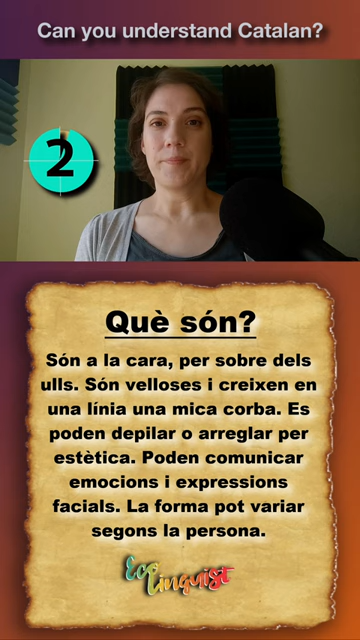 Can you understand Catalan?
2
Què són?
Són a la cara, per sobre dels
ulls. Són velloses i creixen en
una línia una mica corba. Es
poden depilar o arreglar per
estètica. Poden comunicar
emocions i expressions
facials. La forma pot variar
segons la persona.
Eco
Linguist